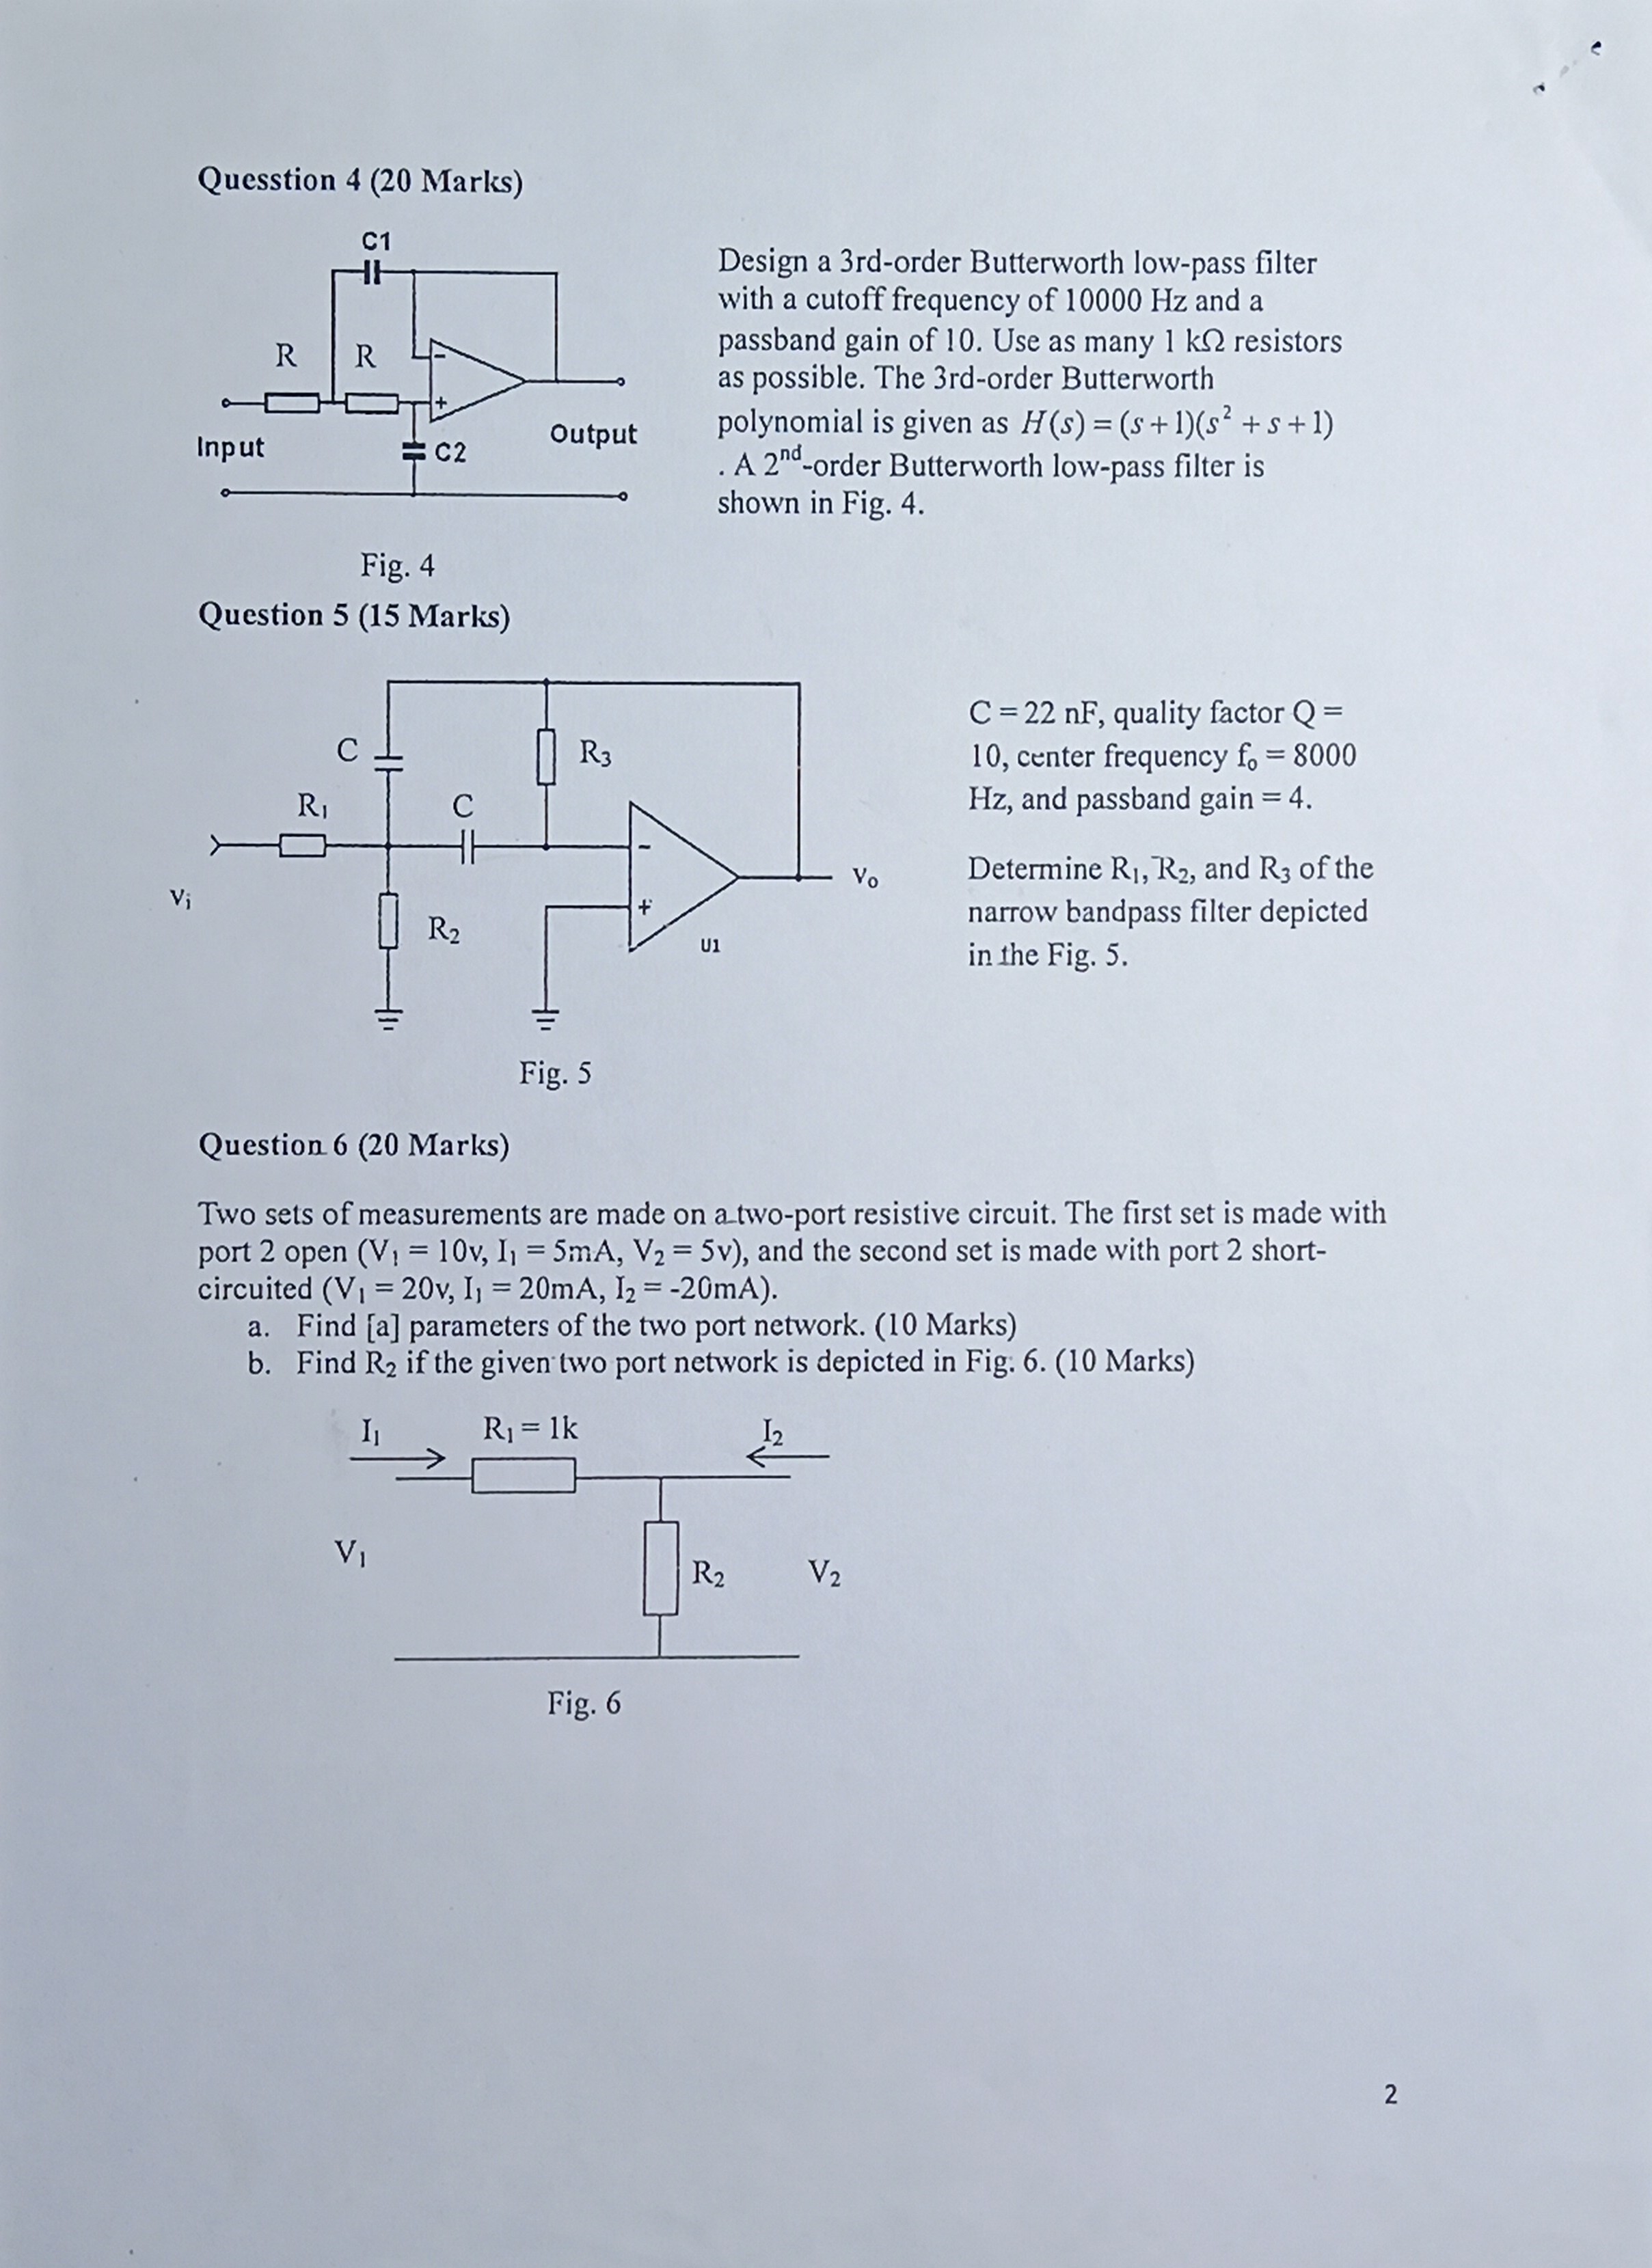 Quesstion 4 (20 Marks)
C1
R
R
-
+
C2
Input
Output
Fig. 4
Design a 3rd-order Butterworth low-pass filter
with a cutoff frequency of 10000 Hz and a
passband gain of 10. Use as many 1 kΩ resistors
as possible. The 3rd-order Butterworth
polynomial is given as H(s) = (s+1)(s² + s + 1)
. A 2nd-order Butterworth low-pass filter is
shown in Fig. 4.
Question 5 (15 Marks)
C
R3
R1
C
-
+
Vi
R2
Vo
U1
Fig. 5
C = 22 nF, quality factor Q =
10, center frequency fo = 8000
Hz, and passband gain = 4.
Determine R1, R2, and R3 of the
narrow bandpass filter depicted
in the Fig. 5.
Question 6 (20 Marks)
Two sets of measurements are made on a two-port resistive circuit. The first set is made with
port 2 open (V1 = 10v, I1 = 5mA, V2 = 5v), and the second set is made with port 2 short-
circuited (V1 = 20v, I1 = 20mA, I2 = -20mA).
a. Find [a] parameters of the two port network. (10 Marks)
b. Find R2 if the given two port network is depicted in Fig. 6. (10 Marks)
I1
R1 = 1k
I2
V1
R2
V2
Fig. 6
2